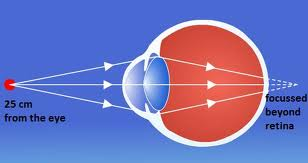 25 cm
from the eye
focussed
beyond
retina